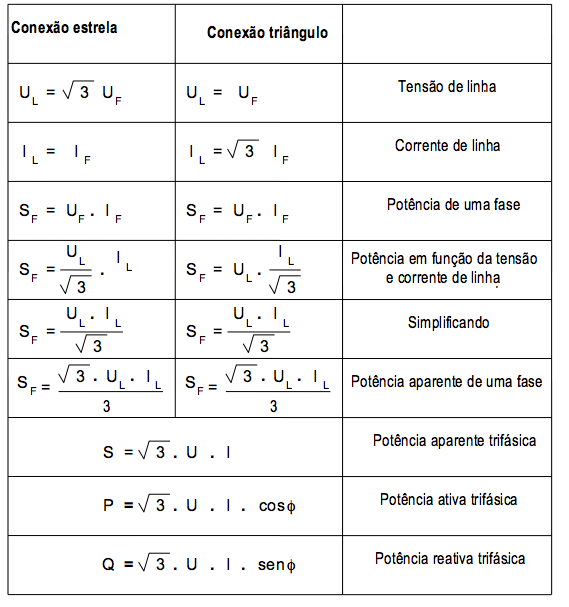 Conexão estrela | Conexão triângulo
U_L = √3 U_F | U_L = U_F | Tensão de linha
I_L = I_F | I_L = √3 I_F | Corrente de linha
S_F = U_F . I_F | S_F = U_F . I_F | Potência de uma fase
S_F = U_L/√3 . I_L | S_F = U_L . I_L/√3 | Potência em função da tensão
e corrente de linha
S_F = U_L . I_L/√3 | S_F = U_L . I_L/√3 | Simplificando
S_F = √3 . U_L . I_L/3 | S_F = √3 . U_L . I_L/3 | Potência aparente de uma fase
S = √3 . U . I | Potência aparente trifásica
P = √3 . U . I . cosϕ | Potência ativa trifásica
Q = √3 . U . I . senϕ | Potência reativa trifásica